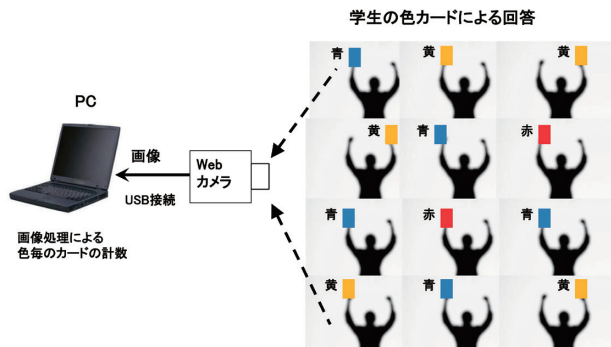 学生の色カードによる回答
青
黄
黄
PC
黄
青
赤
画像
Web
カメラ
USB接続
青
赤
青
画像処理による
色毎のカードの計数
黄
青
黄